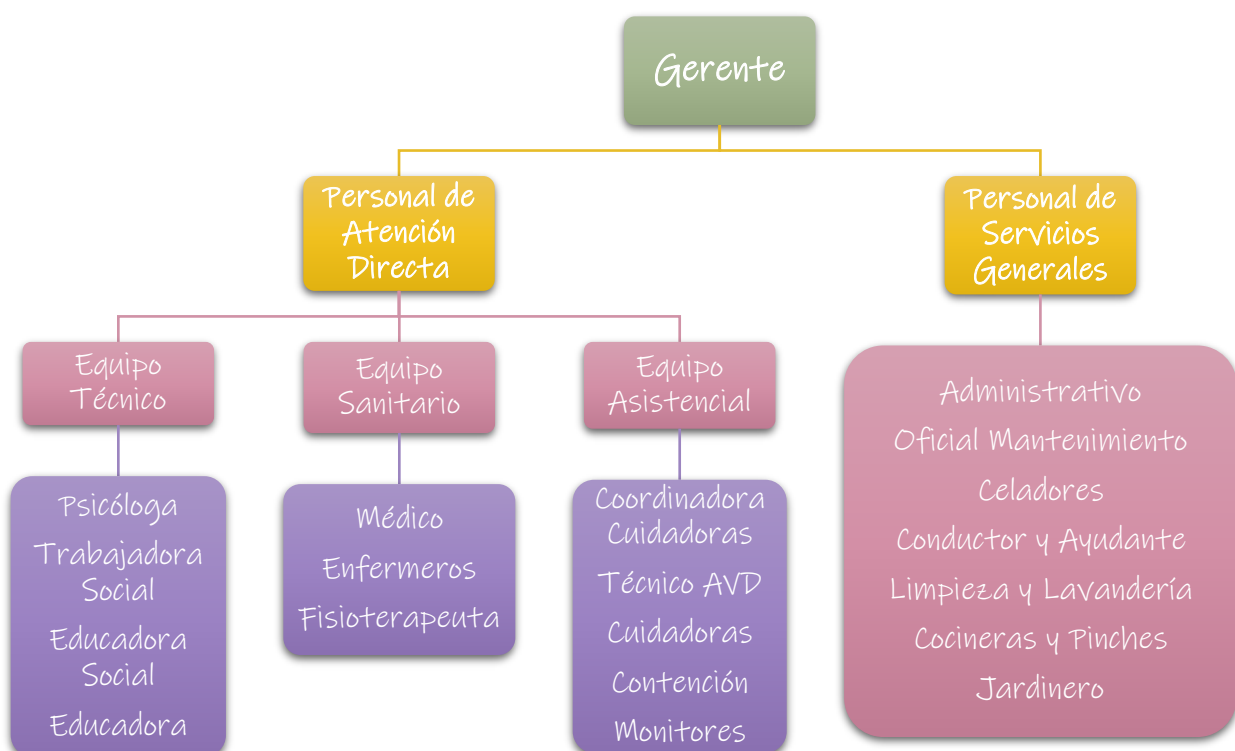 Gerente
Personal de
Atención
Directa
Personal de
Servicios
Generales
Equipo
Técnico
Equipo
Sanitario
Equipo
Asistencial
Psicóloga
Trabajadora
Social
Educadora
Social
Educadora
Médico
Enfermeros
Fisioterapeuta
Coordinadora
Cuidadoras
Técnico AVD
Cuidadoras
Contención
Monitores
Administrativo
Oficial Mantenimiento
Celadores
Conductor y Ayudante
Limpieza y Lavandería
Cocineras y Pinches
Jardinero